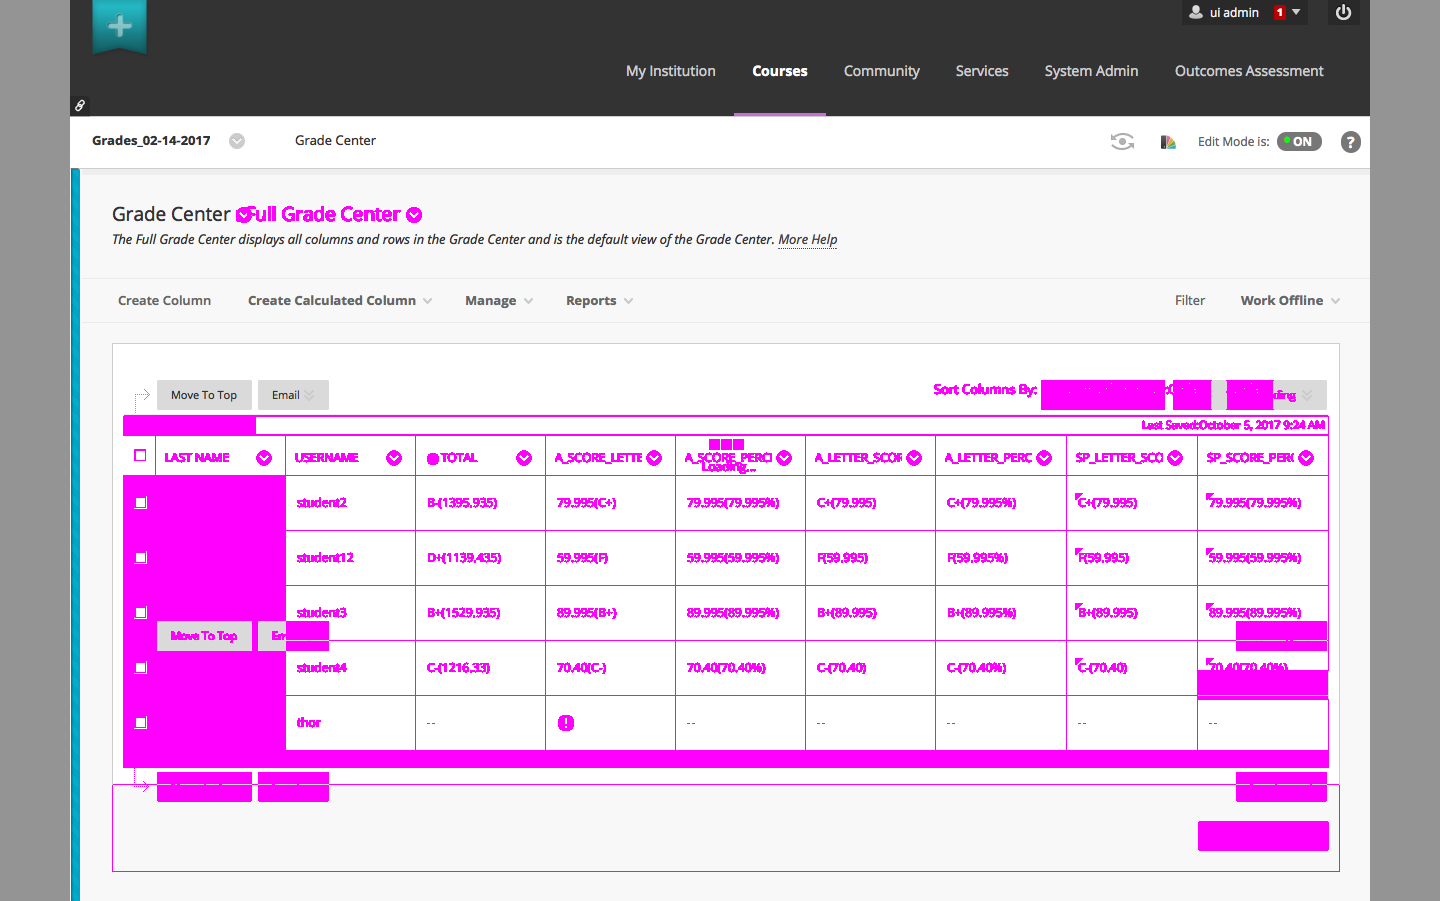 ui admin 1
My Institution Courses Community Services System Admin Outcomes Assessment
Grades_02-14-2017 Grade Center Edit Mode is: ON ?
Grade Center Full Grade Center
The Full Grade Center displays all columns and rows in the Grade Center and is the default view of the Grade Center. More Help
Create Column Create Calculated Column Manage Reports Filter Work Offline
Move To Top Email Sort Columns By:
Last Saved:October 5, 2017 9:24 AM
LAST NAME USERNAME TOTAL A_SCORE_LETTE A_SCORE_PERCI A_LETTER_SCOR A_LETTER_PERC SP_LETTER_SCO SP_SCORE_PER
Loading...
student2 B-(1395.935) 79.995(C+) 79.995(79.995%) C+(79.995) C+(79.995%) C+(79.995) 79.995(79.995%)
student12 D+(1139.435) 59.995(F) 59.995(59.995%) F(59.995) F(59.995%) F(59.995) 59.995(59.995%)
student3 B+(1529.935) 89.995(B+) 89.995(89.995%) B+(89.995) B+(89.995%) B+(89.995) 89.995(89.995%)
Move To Top Em
student4 C-(1216.33) 70.40(C-) 70.40(70.40%) C-(70.40) C-(70.40%) C-(70.40) 70.40(70.40%)
thor -- -- -- -- -- --